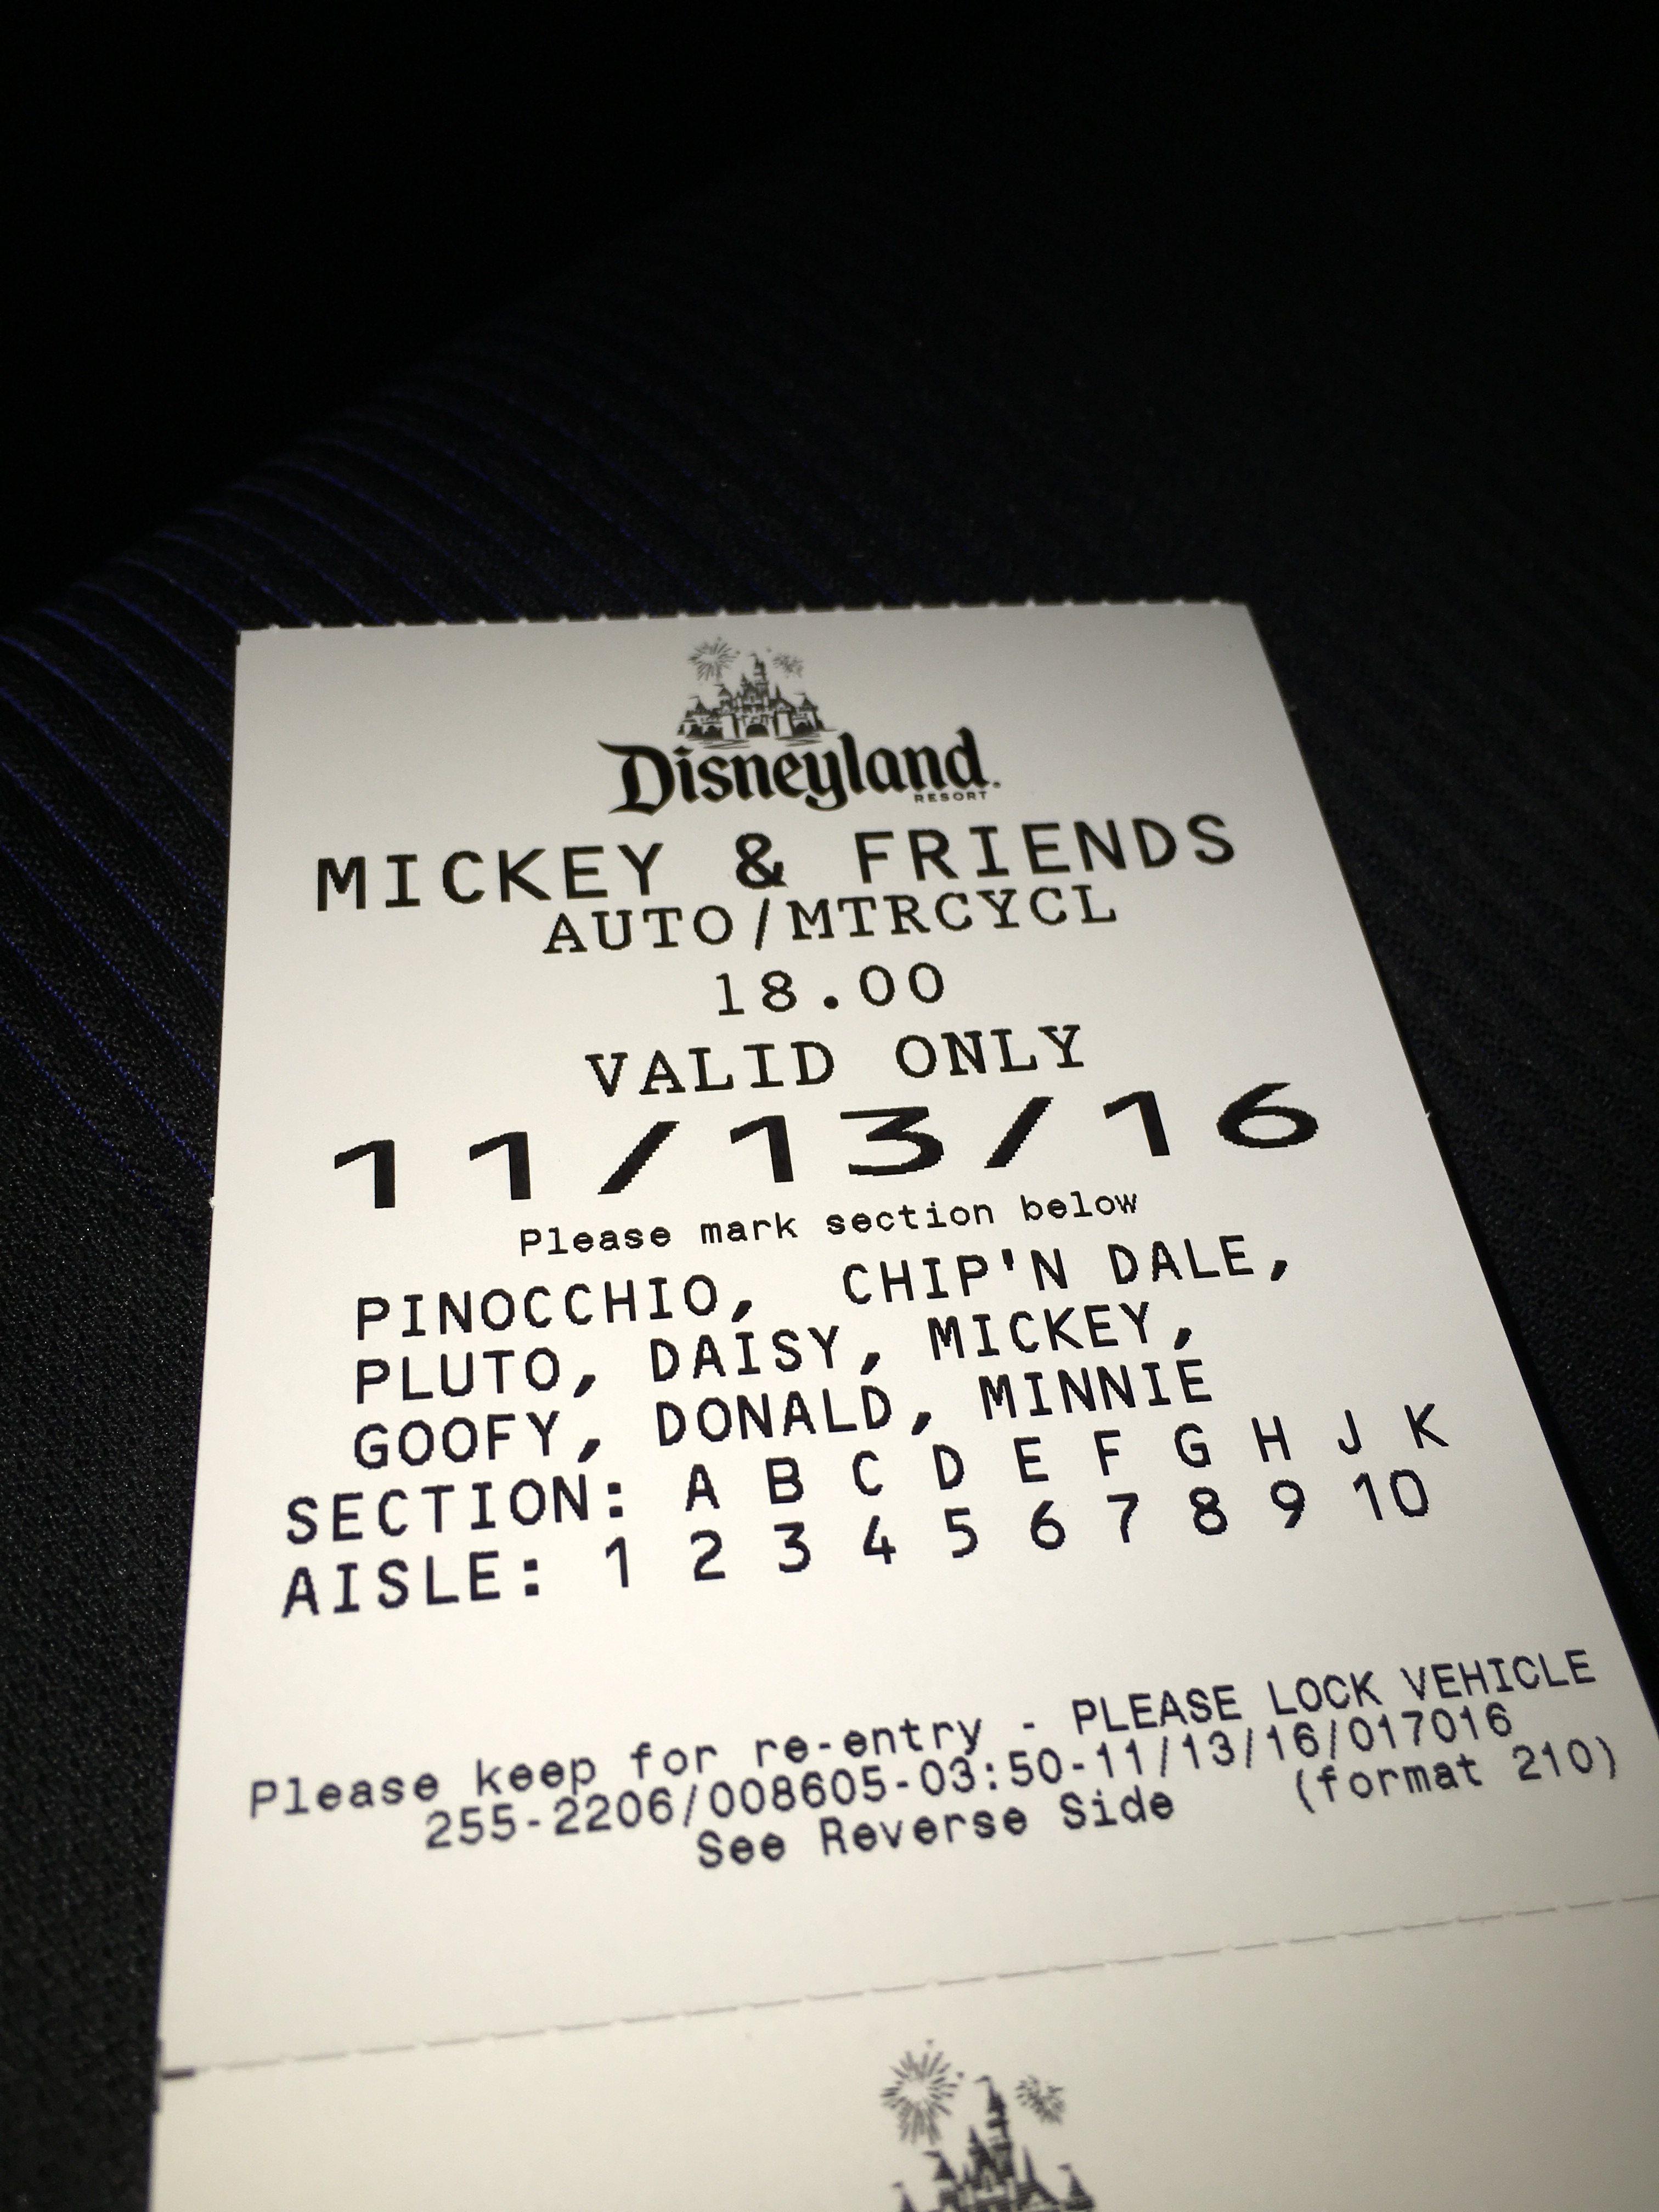 Disneyland
RESORT
MICKEY & FRIENDS
AUTO/MTRCYCL
18.00
VALID ONLY
11/13/16
Please mark section below
PINOCCHIO, CHIP'N DALE,
PLUTO, DAISY, MICKEY,
GOOFY, DONALD, MINNIE
SECTION: A B C D E F G H J K
AISLE: 1 2 3 4 5 6 7 8 9 10
Please keep for re-entry - PLEASE LOCK VEHICLE
255-2206/008605-03:50-11/13/16/017016
See Reverse Side (format 210)